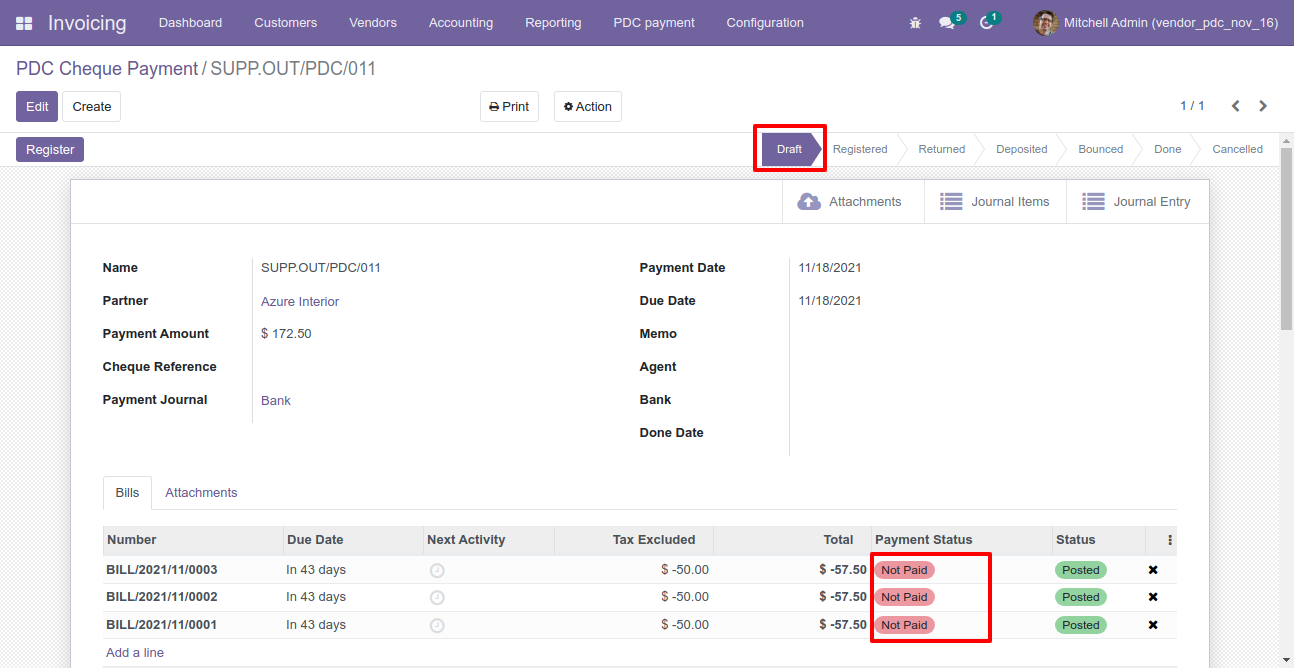 Invoicing Dashboard Customers Vendors Accounting Reporting PDC payment Configuration 5 1 Mitchell Admin (vendor_pdc_nov_16)
PDC Cheque Payment / SUPP.OUT/PDC/011
Edit Create Print Action 1 / 1
Register Draft Registered Returned Deposited Bounced Done Cancelled
Attachments Journal Items Journal Entry
Name SUPP.OUT/PDC/011 Payment Date 11/18/2021
Partner Azure Interior Due Date 11/18/2021
Payment Amount $ 172.50 Memo
Cheque Reference Agent
Payment Journal Bank Bank
Done Date
Bills Attachments
Number Due Date Next Activity Tax Excluded Total Payment Status Status
BILL/2021/11/0003 In 43 days $ -50.00 $ -57.50 Not Paid Posted
BILL/2021/11/0002 In 43 days $ -50.00 $ -57.50 Not Paid Posted
BILL/2021/11/0001 In 43 days $ -50.00 $ -57.50 Not Paid Posted
Add a line